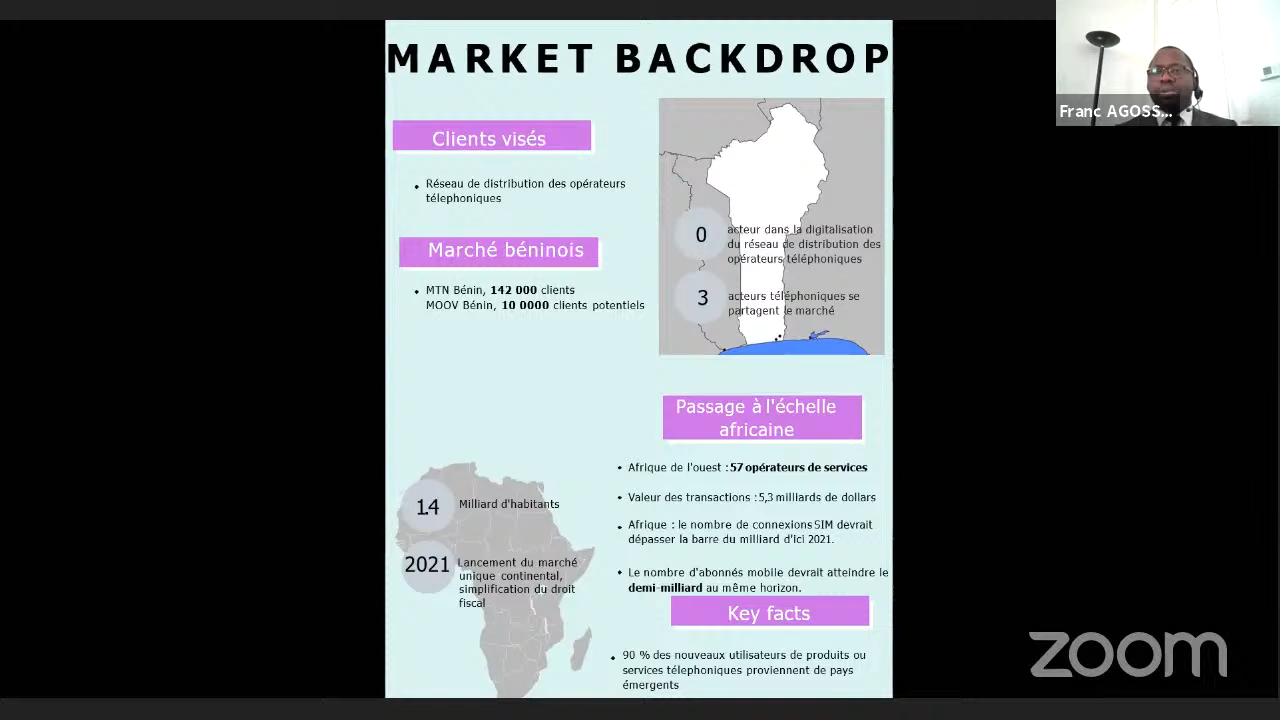 MARKET BACKDROP
Clients visés
• Réseau de distribution des opérateurs
télephoniques
Marché béninois
• MTN Bénin, 142 000 clients
MOOV Bénin, 10 0000 clients potentiels
0
acteur dans la digitalisation
du réseau de distribution des
opérateurs téléphoniques
3
acteurs téléphoniques se
partagent le marché
Passage à l'échelle
africaine
• Afrique de l'ouest : 57 opérateurs de services
• Valeur des transactions : 5,3 milliards de dollars
• Afrique : le nombre de connexions SIM devrait
dépasser la barre du milliard d'ici 2021.
• Le nombre d'abonnés mobile devrait atteindre le
demi-milliard au même horizon.
1.4
Milliard d'habitants
2021
Lancement du marché
unique continental,
simplification du droit
fiscal
Key facts
• 90 % des nouveaux utilisateurs de produits ou
services télephoniques proviennent de pays
émergents
Franc AGOSS...
zoom